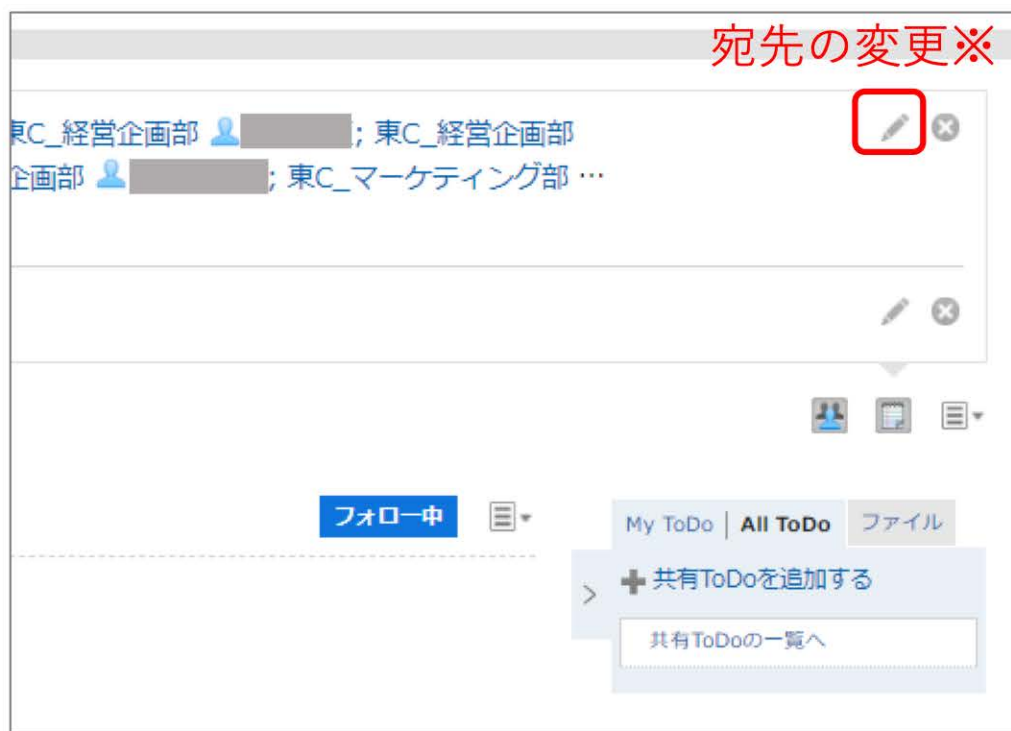 宛先の変更※
東C_経営企画部 ; 東C_経営企画部
企画部 ; 東C_マーケティング部 …
フォロー中
My ToDo | All ToDo ファイル
共有ToDoを追加する
共有ToDoの一覧へ